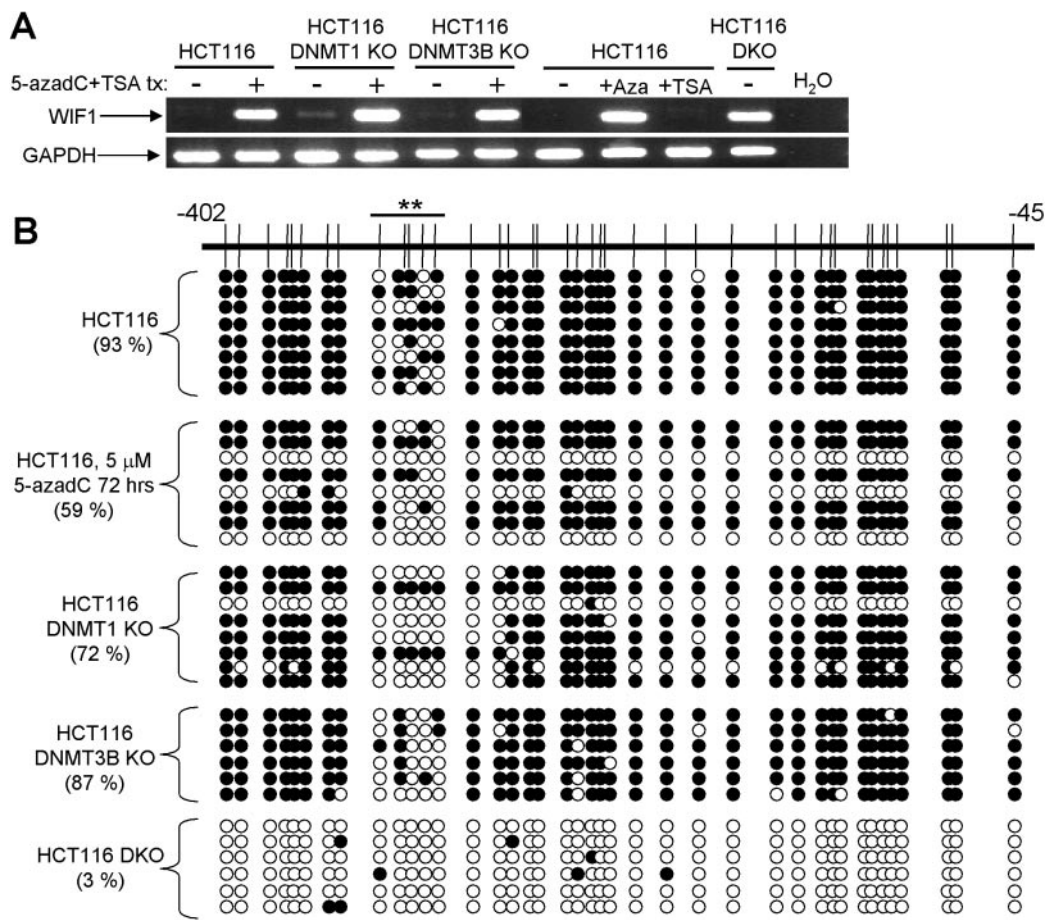 A
HCT116
HCT116
DNMT1 KO
HCT116
DNMT3B KO
HCT116
HCT116
DKO
5-azadC+TSA tx: - + - + - + - +Aza +TSA - H₂O
WIF1
GAPDH
B
-402 ** -45
HCT116
(93 %)
HCT116, 5 μM
5-azadC 72 hrs
(59 %)
HCT116
DNMT1 KO
(72 %)
HCT116
DNMT3B KO
(87 %)
HCT116 DKO
(3 %)